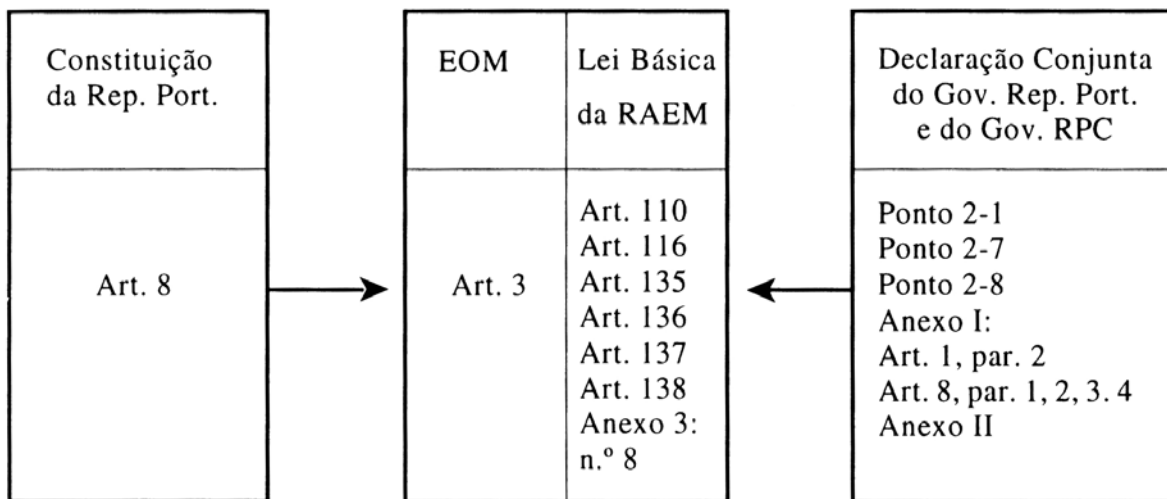 Constituição
da Rep. Port.
Art. 8
EOM
Art. 3
Lei Básica
da RAEM
Art. 110
Art. 116
Art. 135
Art. 136
Art. 137
Art. 138
Anexo 3:
n.º 8
Declaração Conjunta
do Gov. Rep. Port.
e do Gov. RPC
Ponto 2-1
Ponto 2-7
Ponto 2-8
Anexo I:
Art. 1, par. 2
Art. 8, par. 1, 2, 3. 4
Anexo II